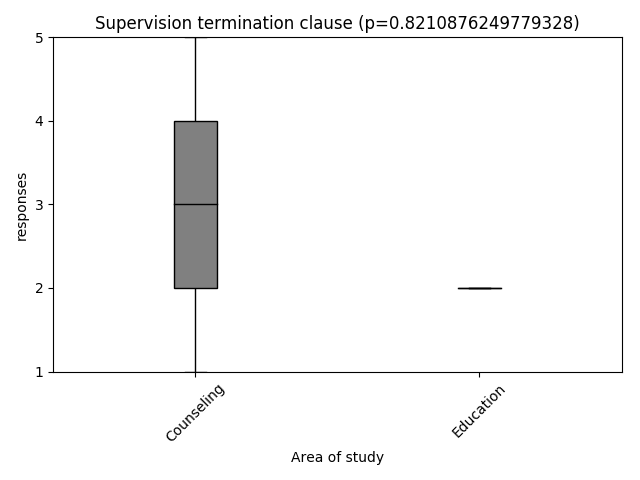 Supervision termination clause (p=0.8210876249779328)
5
4
3
2
1
responses
Counseling
Education
Area of study